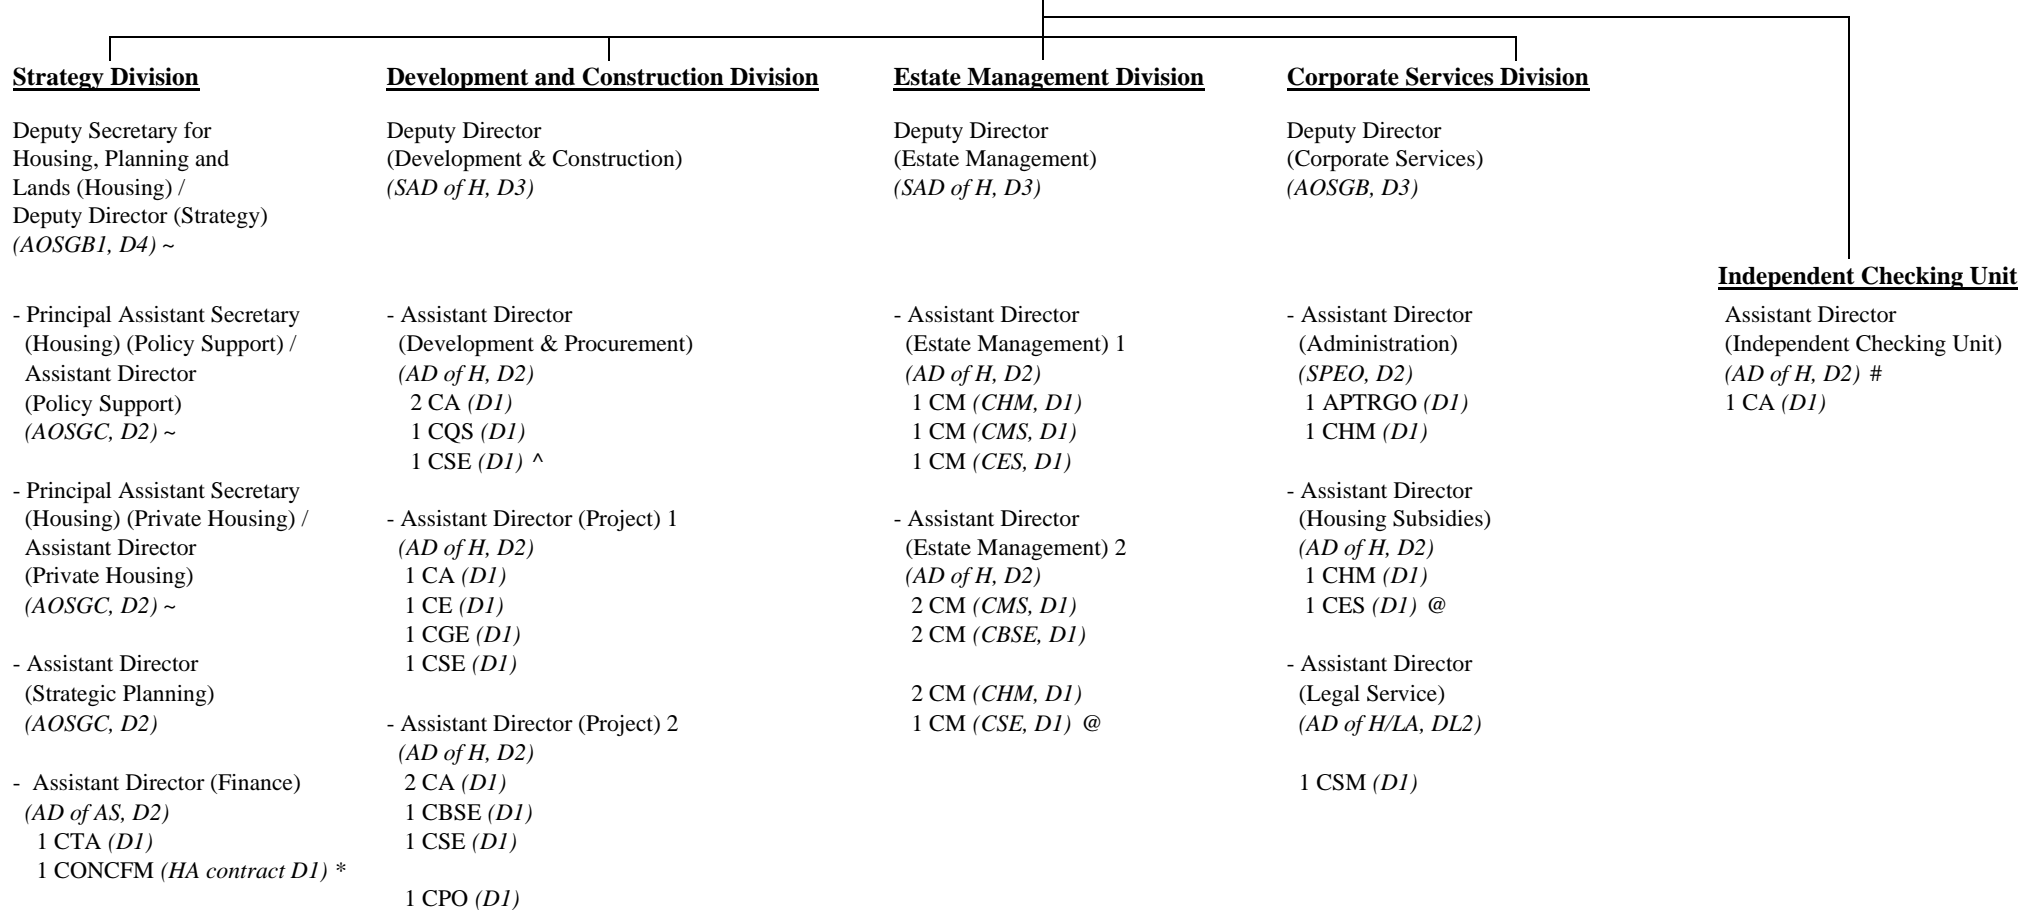 Strategy Division
Deputy Secretary for
Housing, Planning and
Lands (Housing) /
Deputy Director (Strategy)
(AOSGB1, D4) ~
- Principal Assistant Secretary
(Housing) (Policy Support) /
Assistant Director
(Policy Support)
(AOSGC, D2) ~
- Principal Assistant Secretary
(Housing) (Private Housing) /
Assistant Director
(Private Housing)
(AOSGC, D2) ~
- Assistant Director
(Strategic Planning)
(AOSGC, D2)
- Assistant Director (Finance)
(AD of AS, D2)
1 CTA (D1)
1 CONCFM (HA contract D1) *
Development and Construction Division
Deputy Director
(Development & Construction)
(SAD of H, D3)
- Assistant Director
(Development & Procurement)
(AD of H, D2)
2 CA (D1)
1 CQS (D1)
1 CSE (D1) ^
- Assistant Director (Project) 1
(AD of H, D2)
1 CA (D1)
1 CE (D1)
1 CGE (D1)
1 CSE (D1)
- Assistant Director (Project) 2
(AD of H, D2)
2 CA (D1)
1 CBSE (D1)
1 CSE (D1)
1 CPO (D1)
Estate Management Division
Deputy Director
(Estate Management)
(SAD of H, D3)
- Assistant Director
(Estate Management) 1
(AD of H, D2)
1 CM (CHM, D1)
1 CM (CMS, D1)
1 CM (CES, D1)
- Assistant Director
(Estate Management) 2
(AD of H, D2)
2 CM (CMS, D1)
2 CM (CBSE, D1)
2 CM (CHM, D1)
1 CM (CSE, D1) @
Corporate Services Division
Deputy Director
(Corporate Services)
(AOSGB, D3)
- Assistant Director
(Administration)
(SPEO, D2)
1 APTRGO (D1)
1 CHM (D1)
- Assistant Director
(Housing Subsidies)
(AD of H, D2)
1 CHM (D1)
1 CES (D1) @
- Assistant Director
(Legal Service)
(AD of H/LA, DL2)
1 CSM (D1)
Independent Checking Unit
Assistant Director
(Independent Checking Unit)
(AD of H, D2) #
1 CA (D1)